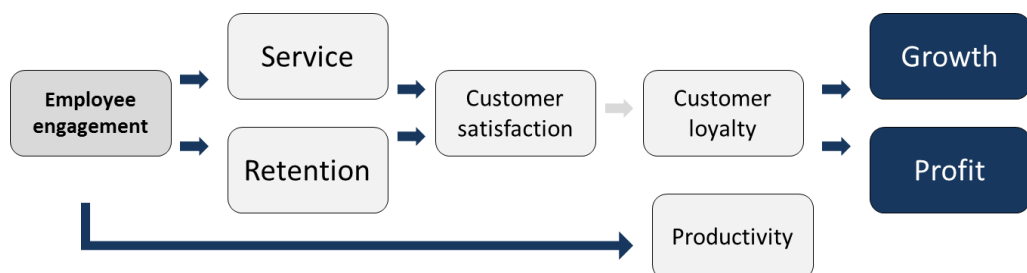 Employee
engagement
Service
Retention
Customer
satisfaction
Customer
loyalty
Growth
Profit
Productivity